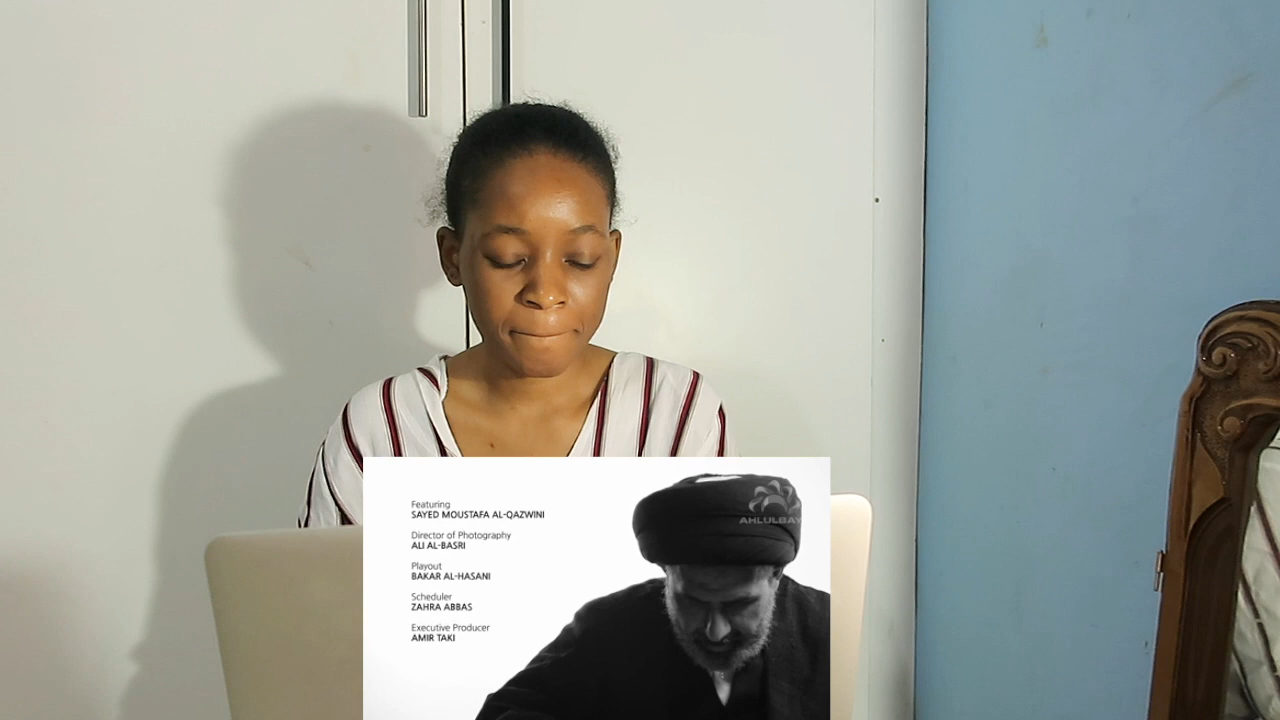 Featuring
SAYED MOUSTAFA AL-QAZWINI
Director of Photography
ALI AL-BASRI
Playout
BAKAR AL-HASANI
Scheduler
ZAHRA ABBAS
Executive Producer
AMIR TAKI
AHLULBAY